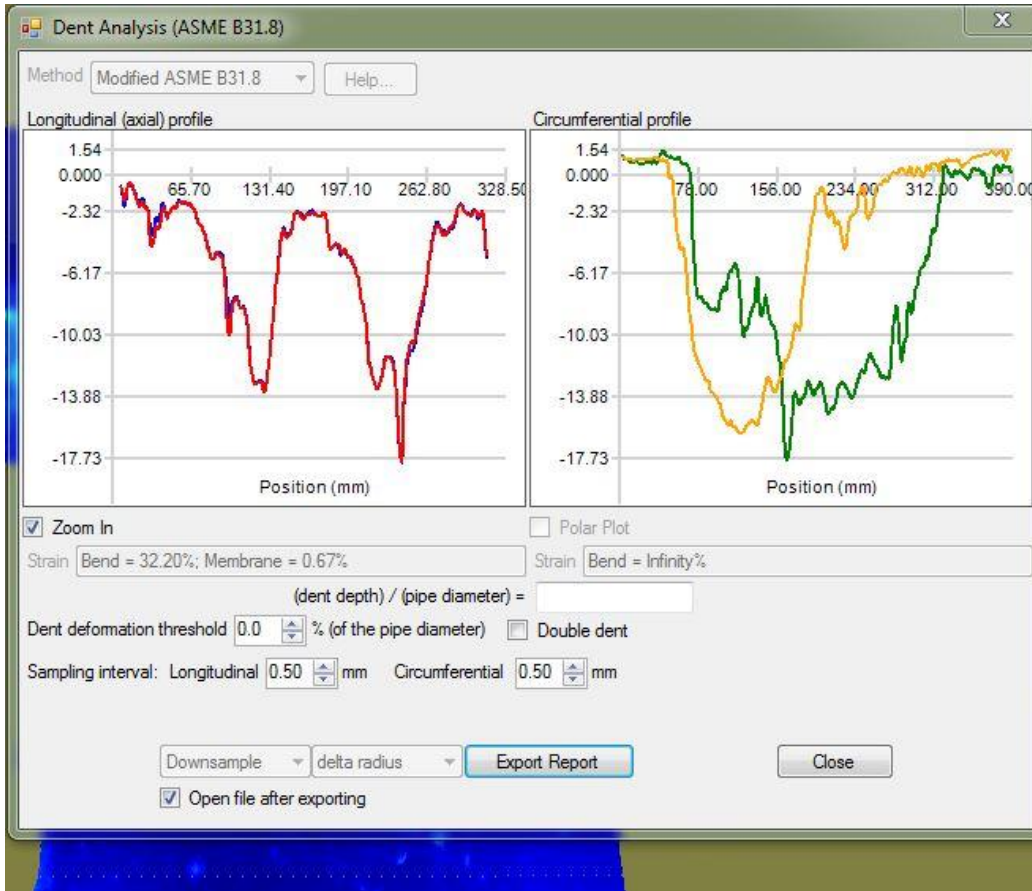 Dent Analysis (ASME B31.8)
X
Method Modified ASME B31.8 Help...
Longitudinal (axial) profile
Circumferential profile
1.54
0.000
-2.32
-6.17
-10.03
-13.88
-17.73
65.70 131.40 197.10 262.80 328.50
Position (mm)
1.54
0.000
-2.32
-6.17
-10.03
-13.88
-17.73
78.00 156.00 234.00 312.00 390.00
Position (mm)
Zoom In
Polar Plot
Strain Bend = 32.20%; Membrane = 0.67%
Strain Bend = Infinity%
(dent depth) / (pipe diameter) =
Dent deformation threshold 0.0 % (of the pipe diameter) Double dent
Sampling interval: Longitudinal 0.50 mm Circumferential 0.50 mm
Downsample delta radius Export Report Close
Open file after exporting